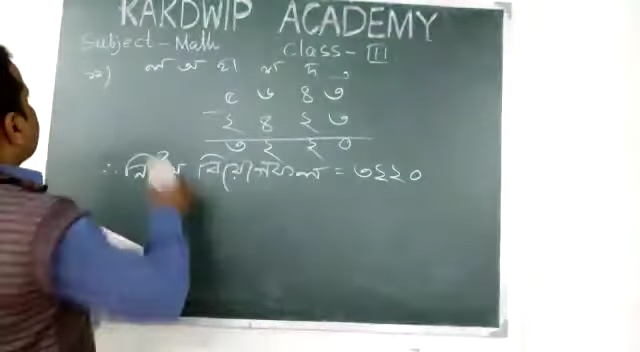 KAKDWIP ACADEMY
Subject - Math Class - III
ল অ হা শ দ
৫ ৬ ৪ ৩
- ২ ৪ ২ ৩
৩ ২ ২ ০
∴ বিয়োগফল = ৩২২০